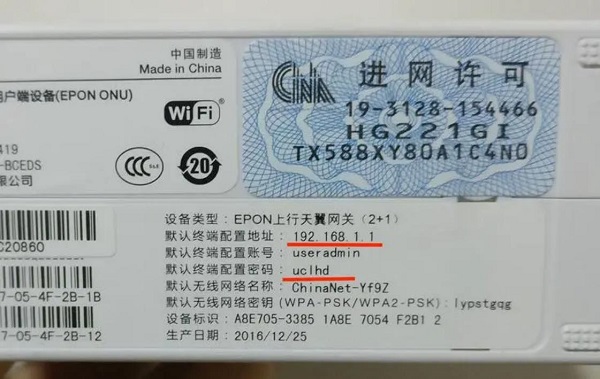 中国制造
Made in China
户端设备(EPON ONU)
WiFi
419
-BCEDS
有限公司
CCC
20
CNA 进网许可
19-3128-154466
HG221GI
TX588XY80A1C4N0
设备类型: EPON上行天翼网关 (2+1)
默认终端配置地址: 192.168.1.1
默认终端配置账号: useradmin
默认终端配置密码: uclhd
默认无线网络名称: ChinaNet-Yf9Z
默认无线网络密钥 (WPA-PSK/WPA2-PSK): lypstgqg
设备标识: A8E705-3385 1A8E 7054 F2B1 2
生产日期: 2016/12/25
C20860
7-05-4F-2B-1B
7-05-4F-2B-12